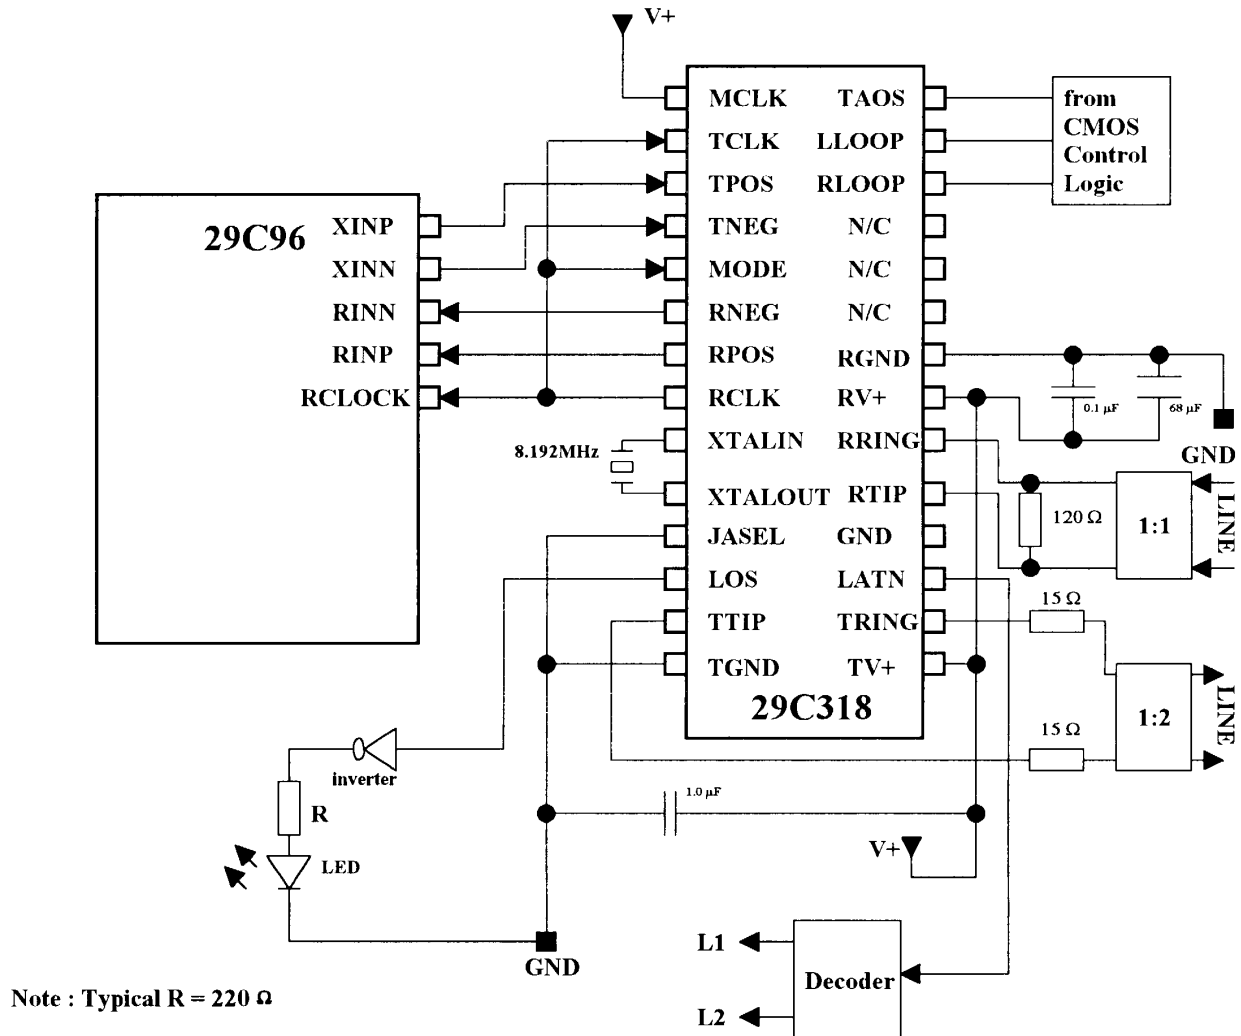 V+
MCLK TAOS from
TCLK LLOOP CMOS
TPOS RLOOP Control
Logic
29C96
XINP TNEG N/C
XINN MODE N/C
RINN RNEG N/C
RINP RPOS RGND
RCLOCK RCLK RV+ 0.1 µF 68 µF
8.192MHz XTALIN RRING GND
XTALOUT RTIP 120 Ω 1:1 LINE
JASEL GND
LOS LATN
TTIP TRING 15 Ω
TGND TV+
29C318 1:2 LINE
15 Ω
inverter
1.0 µF
R
V+
LED
L1
GND
Decoder
Note : Typical R = 220 Ω
L2